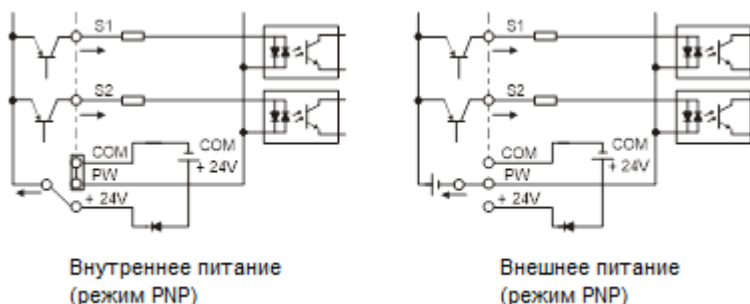 S1
S2
COM
PW
+ 24V
COM
+ 24V
Внутреннее питание
(режим PNP)
S1
S2
COM
PW
+ 24V
COM
+ 24V
Внешнее питание
(режим PNP)